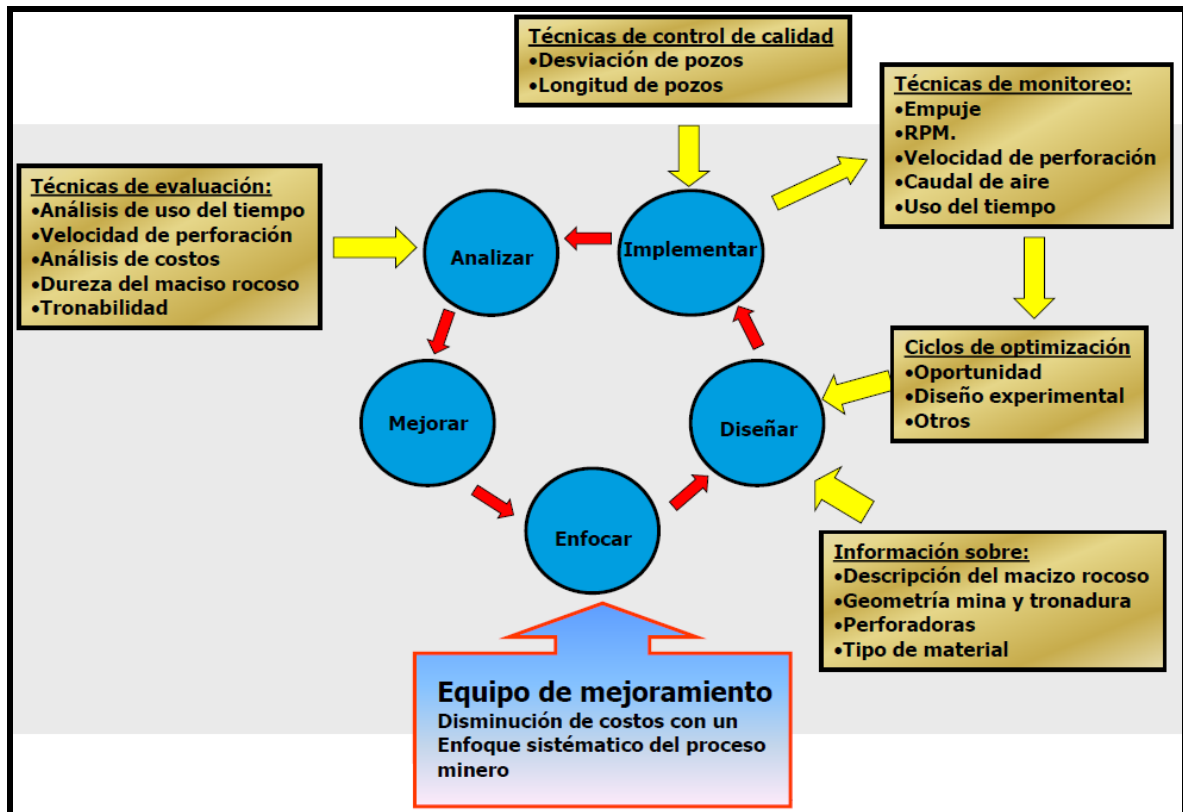 Técnicas de control de calidad
•Desviación de pozos
•Longitud de pozos
Técnicas de monitoreo:
•Empuje
•RPM.
•Velocidad de perforación
•Caudal de aire
•Uso del tiempo
Técnicas de evaluación:
•Análisis de uso del tiempo
•Velocidad de perforación
•Análisis de costos
•Dureza del maciso rocoso
•Tronabilidad
Analizar
Implementar
Ciclos de optimización
•Oportunidad
•Diseño experimental
•Otros
Mejorar
Diseñar
Enfocar
Información sobre:
•Descripción del macizo rocoso
•Geometría mina y tronadura
•Perforadoras
•Tipo de material
Equipo de mejoramiento
Disminución de costos con un
Enfoque sistématico del proceso
minero